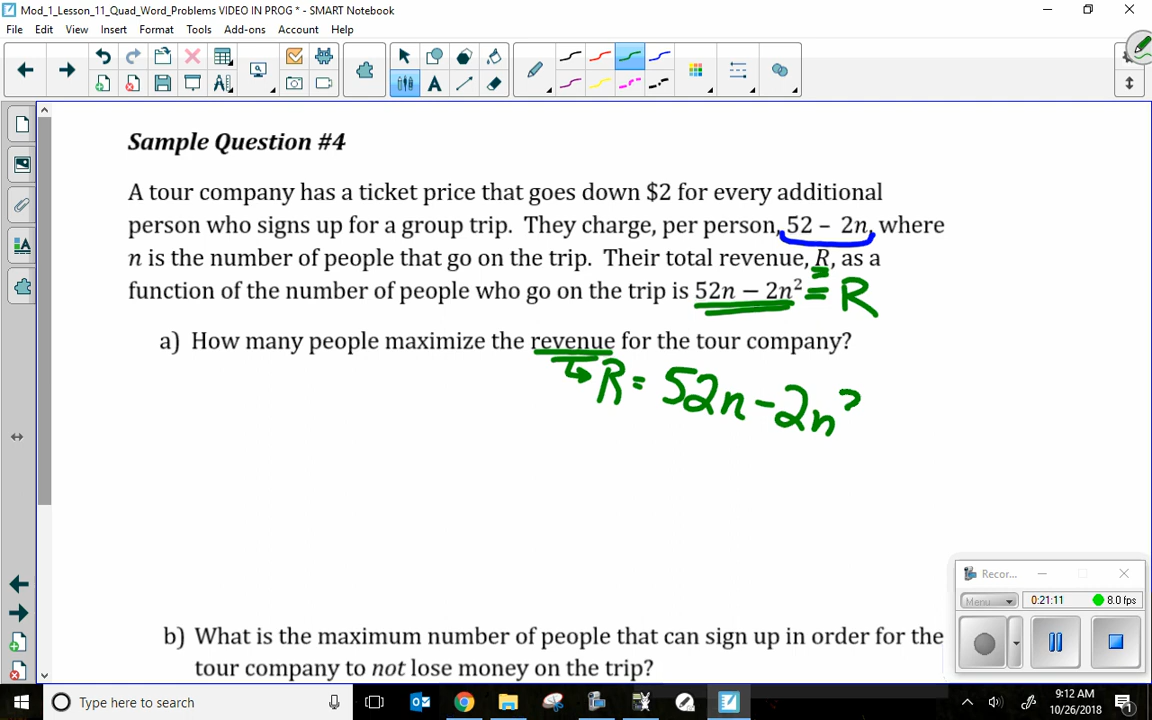 Mod_1_Lesson_11_Quad_Word_Problems VIDEO IN PROG * - SMART Notebook
File Edit View Insert Format Tools Add-ons Account Help
Sample Question #4
A tour company has a ticket price that goes down $2 for every additional
person who signs up for a group trip. They charge, per person, 52 – 2n, where
n is the number of people that go on the trip. Their total revenue, R, as a
function of the number of people who go on the trip is 52n − 2n² = R
a) How many people maximize the revenue for the tour company?
R = 52n - 2n²
Recor...
Menu
0:21:11
8.0 fps
b) What is the maximum number of people that can sign up in order for the
tour company to not lose money on the trip?
Type here to search
9:12 AM
10/26/2018
1